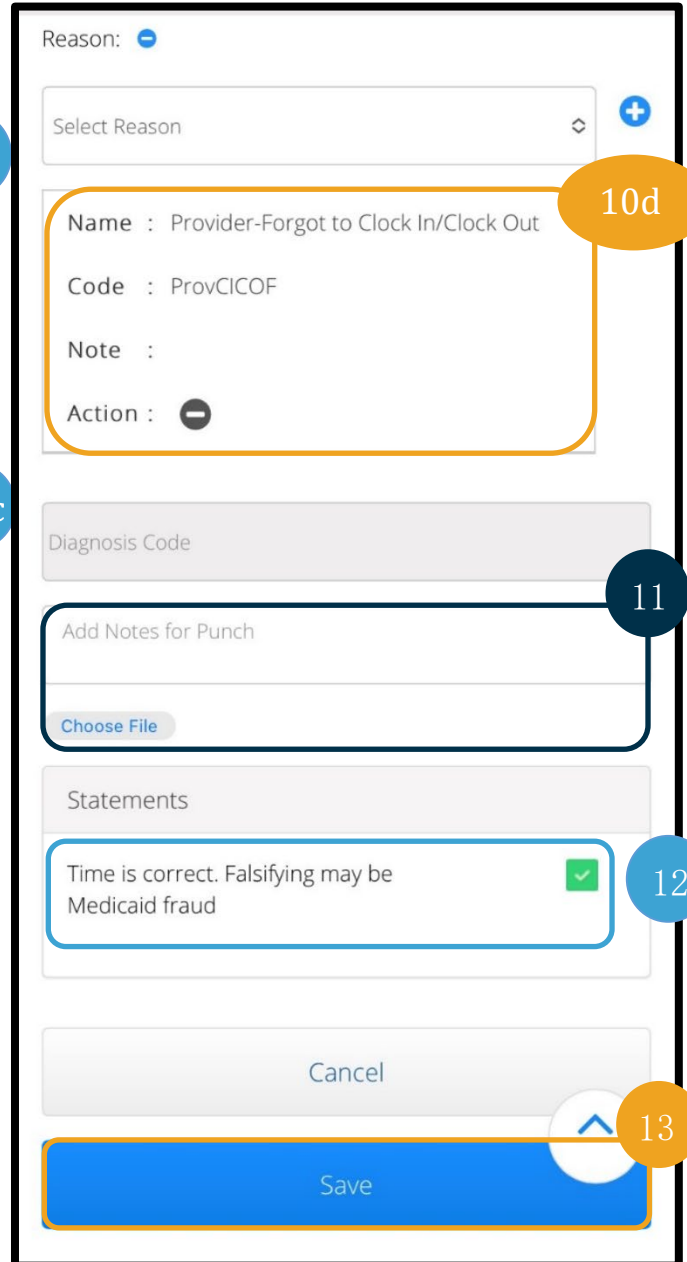 Reason:
Select Reason
10d
Name : Provider-Forgot to Clock In/Clock Out
Code : ProvCICOF
Note :
Action :
c
Diagnosis Code
11
Add Notes for Punch
Choose File
Statements
Time is correct. Falsifying may be
Medicaid fraud
12
Cancel
13
Save